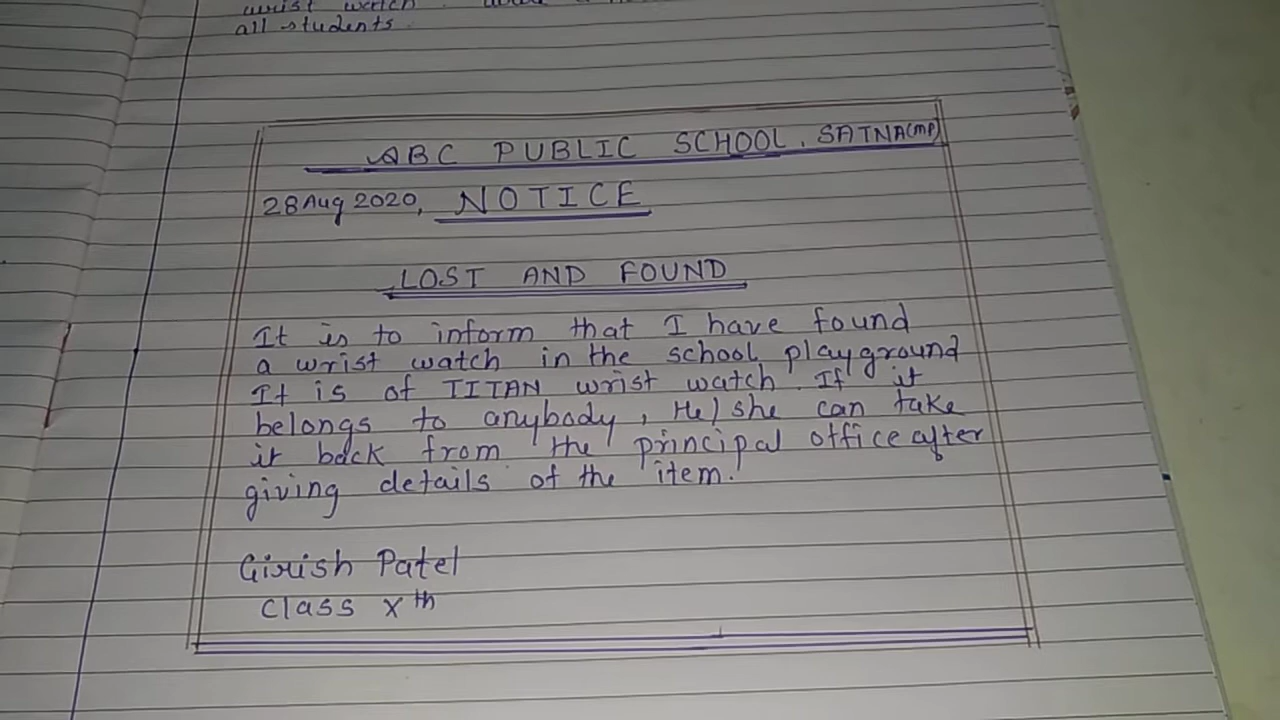 wrist watch.
all students.
ABC PUBLIC SCHOOL, SATNA(MP)
28 Aug 2020, NOTICE
LOST AND FOUND
It is to inform that I have found
a wrist watch in the school playground
It is of TITAN wrist watch. If it
belongs to anybody, He/she can take
it back from the principal office after
giving details of the item.
Girish Patel
Class Xth